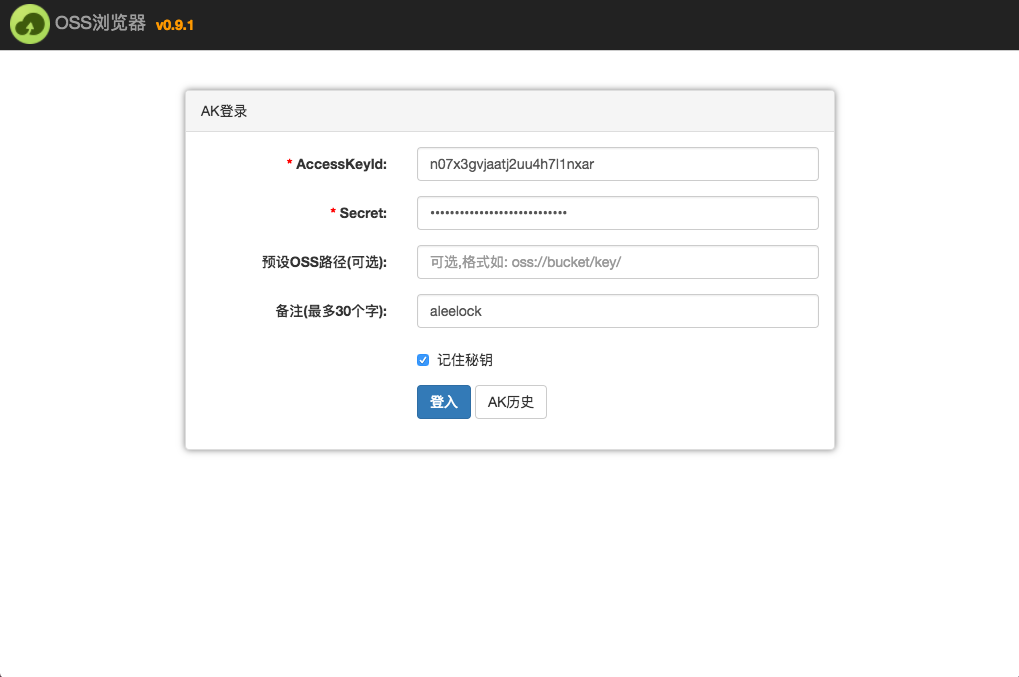 OSS浏览器 v0.9.1
AK登录
* AccessKeyId: n07x3gvjaatj2uu4h7l1nxar
* Secret: ••••••••••••••••••••••••••••
预设OSS路径(可选): 可选,格式如: oss://bucket/key/
备注(最多30个字): aleelock
记住秘钥
登入 AK历史